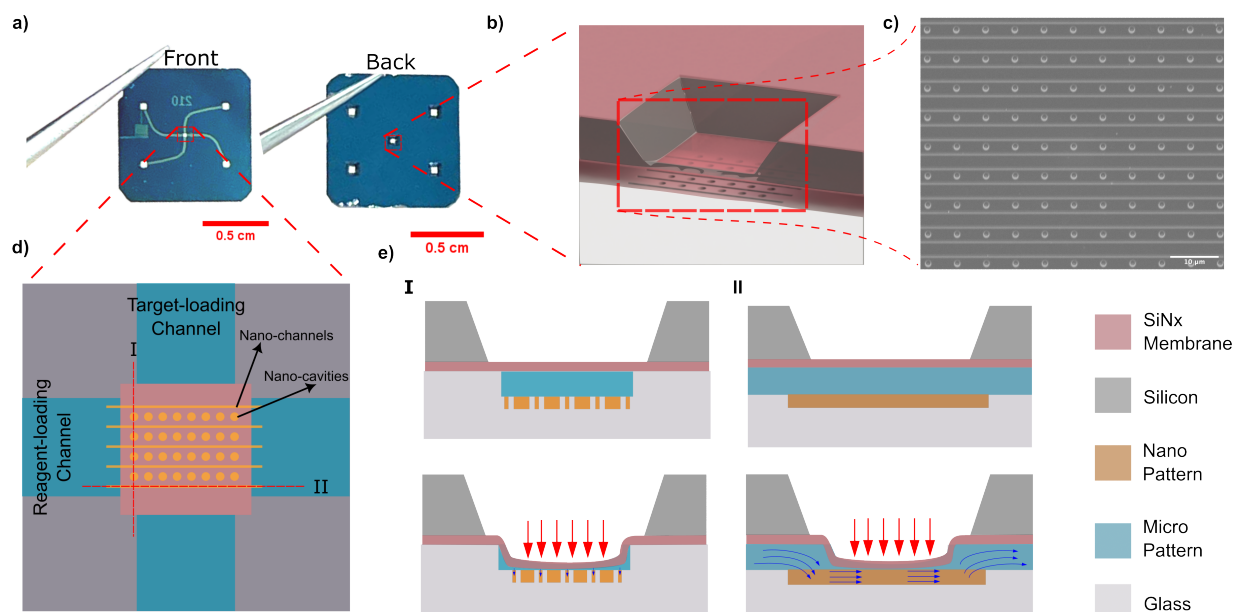 a)
Front
210
0.5 cm
Back
0.5 cm
b)
c)
10 μm
d)
Target-loading
Channel
Reagent-loading
Channel
Nano-channels
Nano-cavities
I
II
e)
I
II
SiNx
Membrane
Silicon
Nano
Pattern
Micro
Pattern
Glass